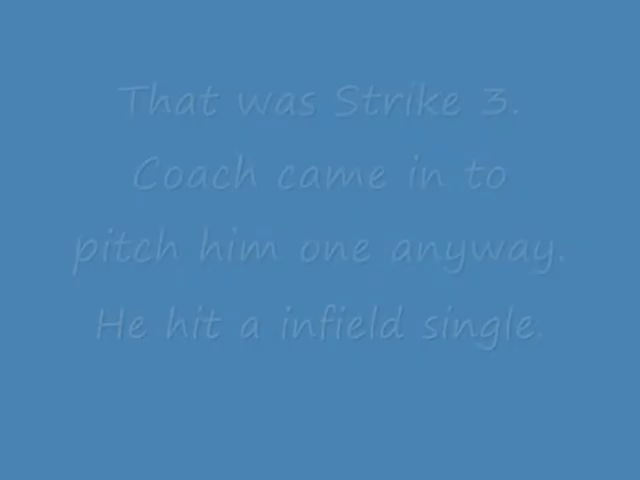 That was Strike 3.
Coach came in to
pitch him one anyway.
He hit a infield single.